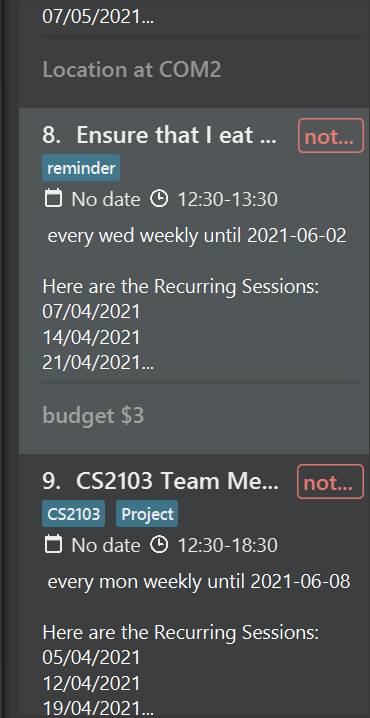 07/05/2021...
Location at COM2
8. Ensure that I eat ... not...
reminder
No date 12:30-13:30
every wed weekly until 2021-06-02
Here are the Recurring Sessions:
07/04/2021
14/04/2021
21/04/2021...
budget $3
9. CS2103 Team Me... not...
CS2103 Project
No date 12:30-18:30
every mon weekly until 2021-06-08
Here are the Recurring Sessions:
05/04/2021
12/04/2021
19/04/2021...